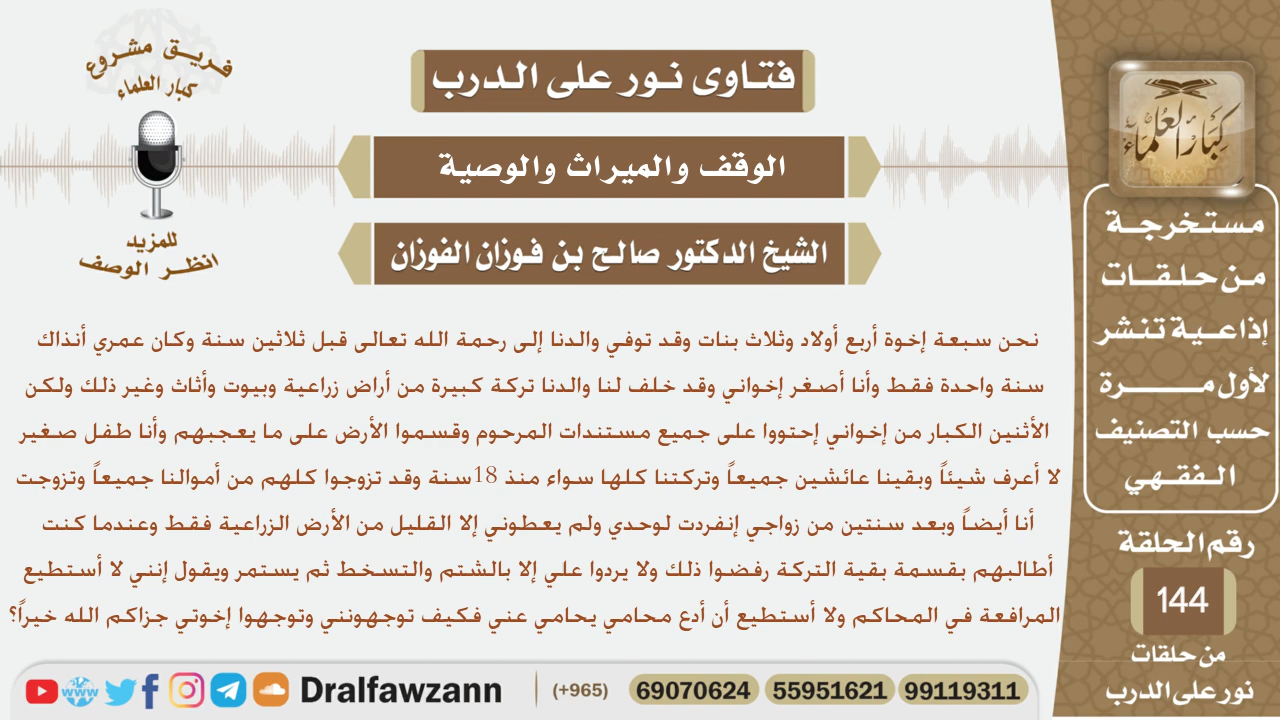 فريق مشروع
كبار العلماء
للمزيد
انظر الوصف
فتاوى نور على الدرب
الوقف والميراث والوصية
الشيخ الدكتور صالح بن فوزان الفوزان
نحن سبعة إخوة أربع أولاد وثلاث بنات وقد توفي والدنا إلى رحمة الله تعالى قبل ثلاثين سنة وكان عمري أنذاك
سنة واحدة فقط وأنا أصغر إخواني وقد خلف لنا والدنا تركة كبيرة من أراض زراعية وبيوت وأثاث وغير ذلك ولكن
الأثنين الكبار من إخواني إحتووا على جميع مستندات المرحوم وقسموا الأرض على ما يعجبهم وأنا طفل صغير
لا أعرف شيئاً وبقينا عائشين جميعاً وتركتنا كلها سواء منذ 18سنة وقد تزوجوا كلهم من أموالنا جميعاً وتزوجت
أنا أيضاً وبعد سنتين من زواجي إنفردت لوحدي ولم يعطوني إلا القليل من الأرض الزراعية فقط وعندما كنت
أطالبهم بقسمة بقية التركة رفضوا ذلك ولا يردوا علي إلا بالشتم والتسخط ثم يستمر ويقول إنني لا أستطيع
المرافعة في المحاكم ولا أستطيع أن أدع محامي يحامي عني فكيف توجهونني وتوجهوا إخوتي جزاكم الله خيراً؟
كبار العلماء
مستخرجة
من حلقات
إذاعية تنشر
لأول مرة
حسب التصنيف
الفقهي
رقم الحلقة
144
من حلقات
نور على الدرب
www Dralfawzann (+965) 69070624 55951621 99119311